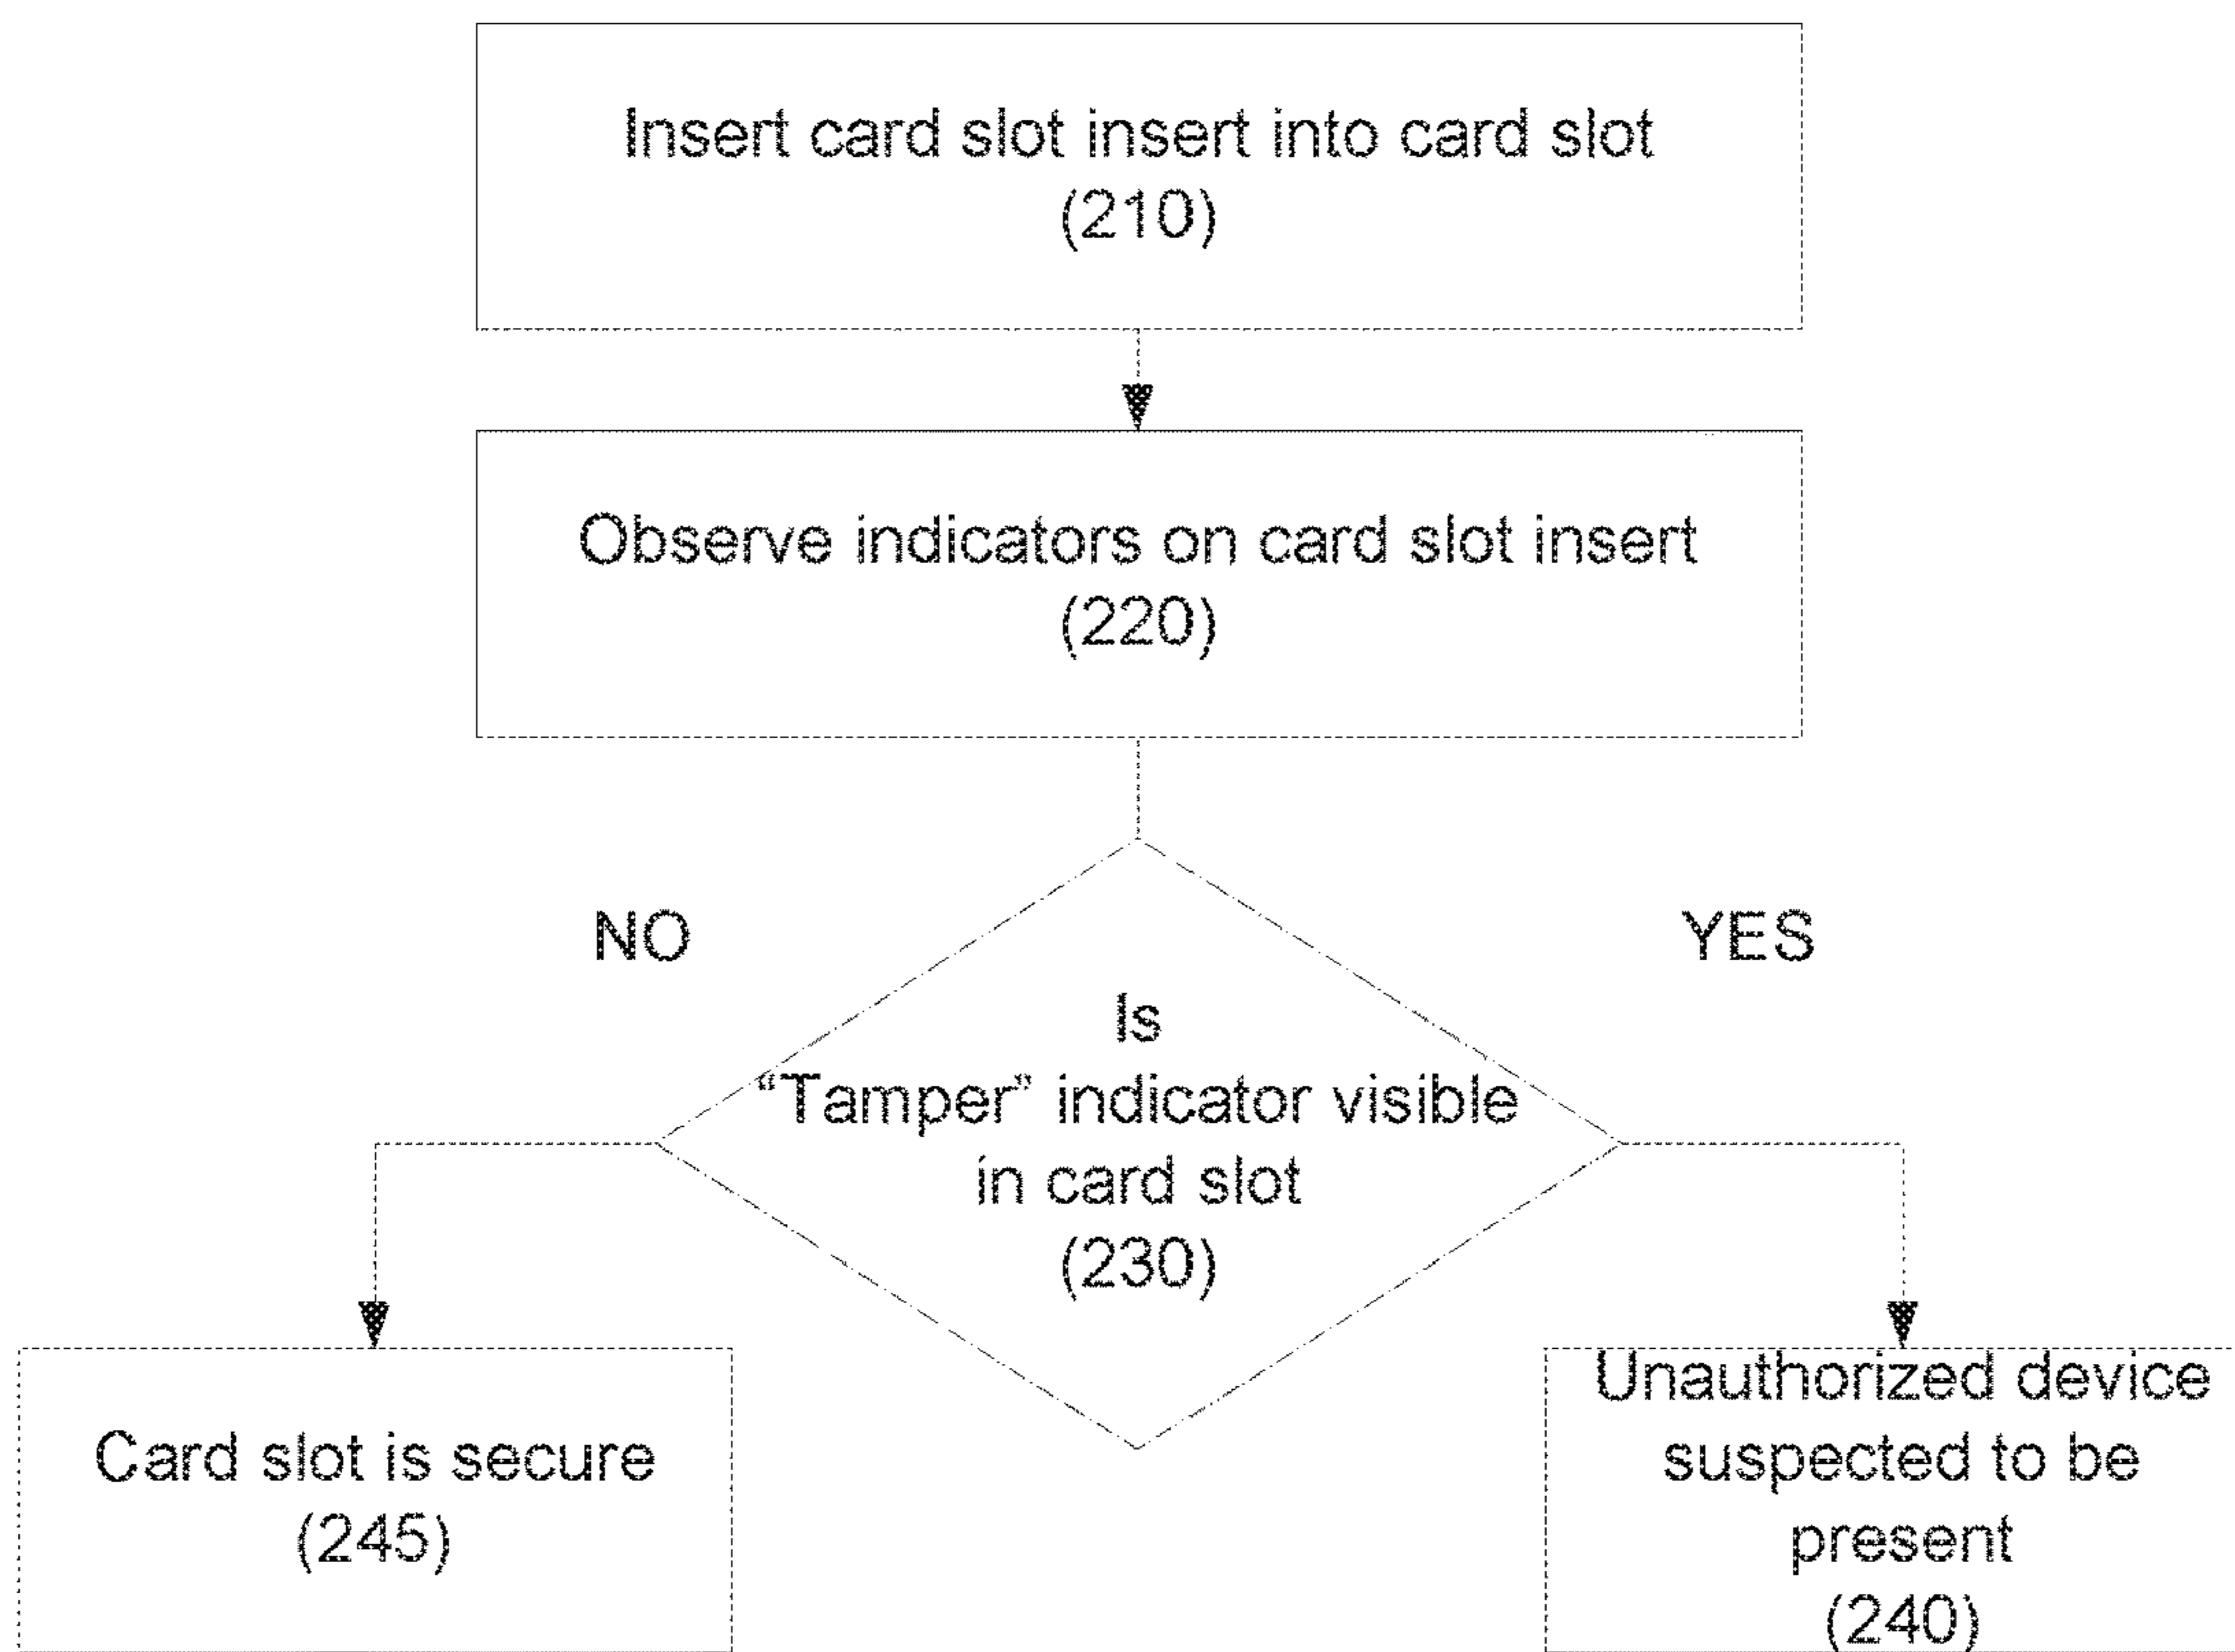 Insert card slot insert into card slot
(210)
Observe indicators on card slot insert
(220)
NO
YES
Is
“Tamper” indicator visible
in card slot
(230)
Card slot is secure
(245)
Unauthorized device
suspected to be
present
(240)